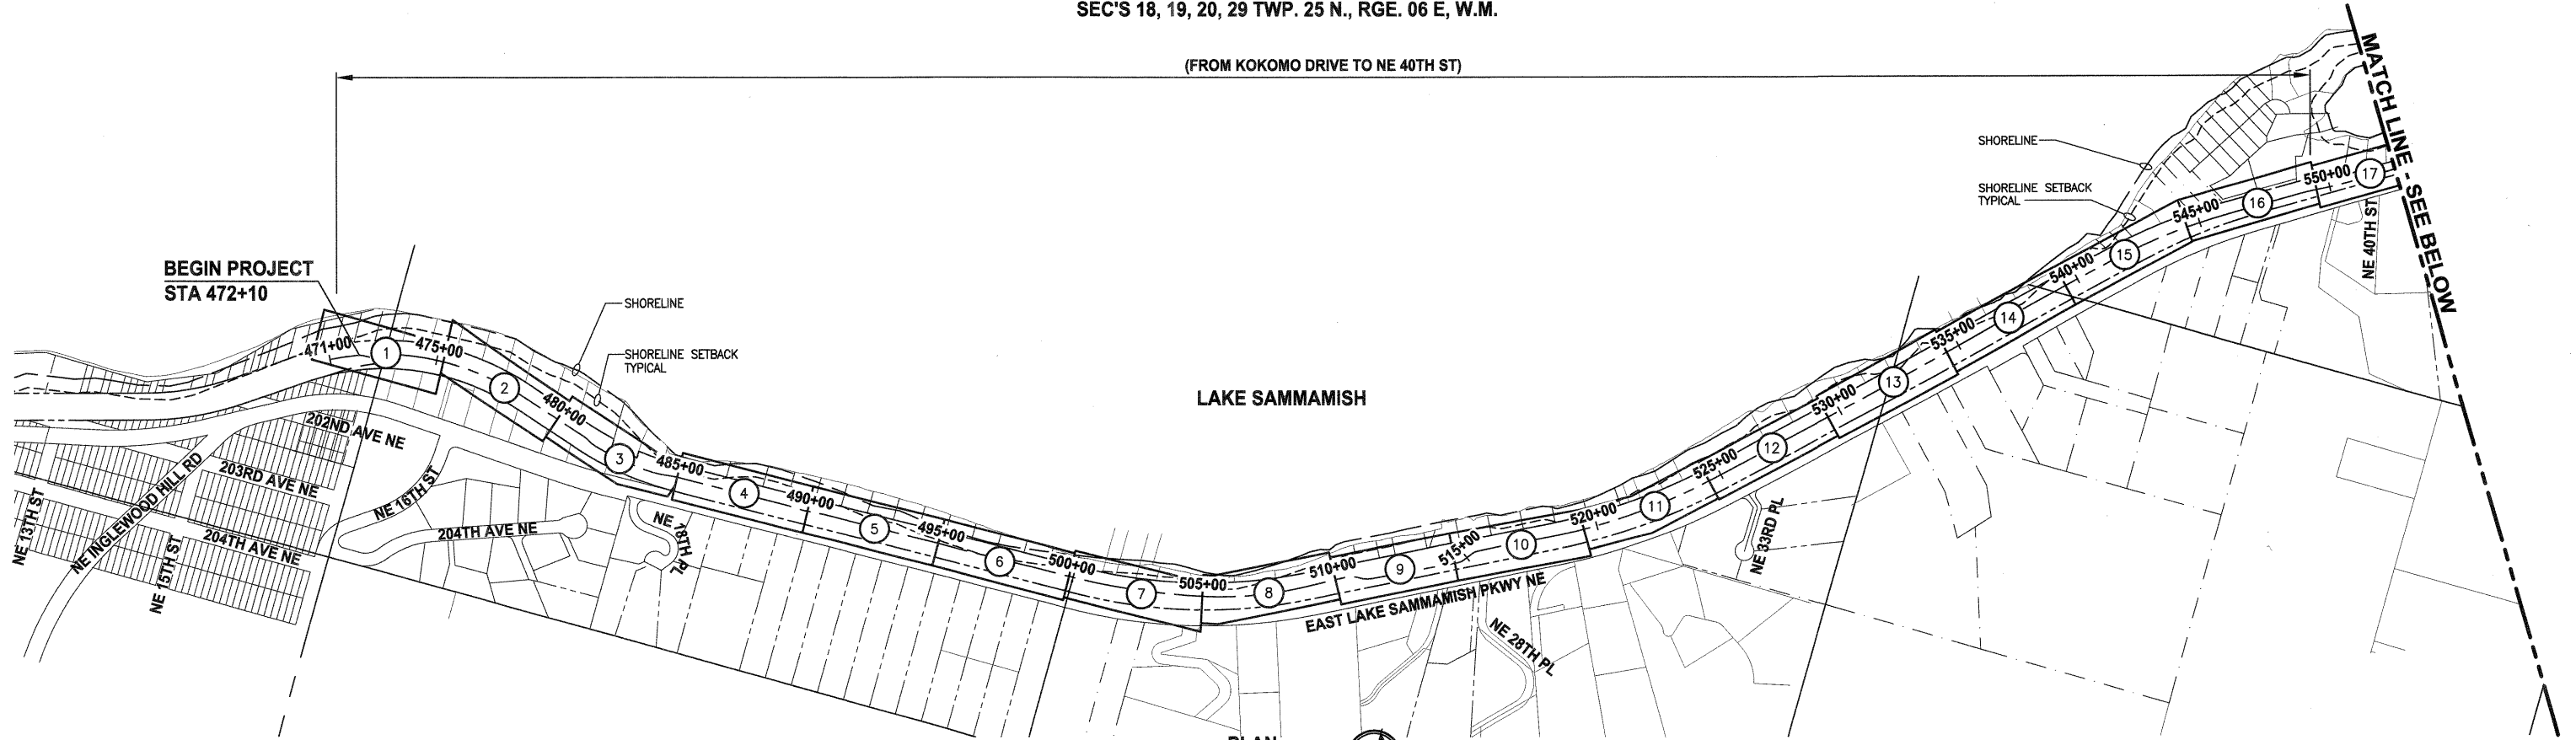 SEC'S 18, 19, 20, 29 TWP. 25 N., RGE. 06 E, W.M.
(FROM KOKOMO DRIVE TO NE 40TH ST)
MATCH LINE - SEE BELOW
SHORELINE
SHORELINE SETBACK
TYPICAL
BEGIN PROJECT
STA 472+10
SHORELINE
SHORELINE SETBACK
TYPICAL
LAKE SAMMAMISH
471+00
1
475+00
2
480+00
3
485+00
4
490+00
5
495+00
6
500+00
7
505+00
8
510+00
9
515+00
10
520+00
11
525+00
12
530+00
13
535+00
14
540+00
15
545+00
16
550+00
17
NE 40TH ST
202ND AVE NE
203RD AVE NE
204TH AVE NE
NE 13TH ST
NE INGLEWOOD HILL RD
NE 15TH ST
NE 16TH ST
204TH AVE NE
NE 18TH PL
EAST LAKE SAMMAMISH PKWY NE
NE 28TH PL
NE 33RD PL
PLAN